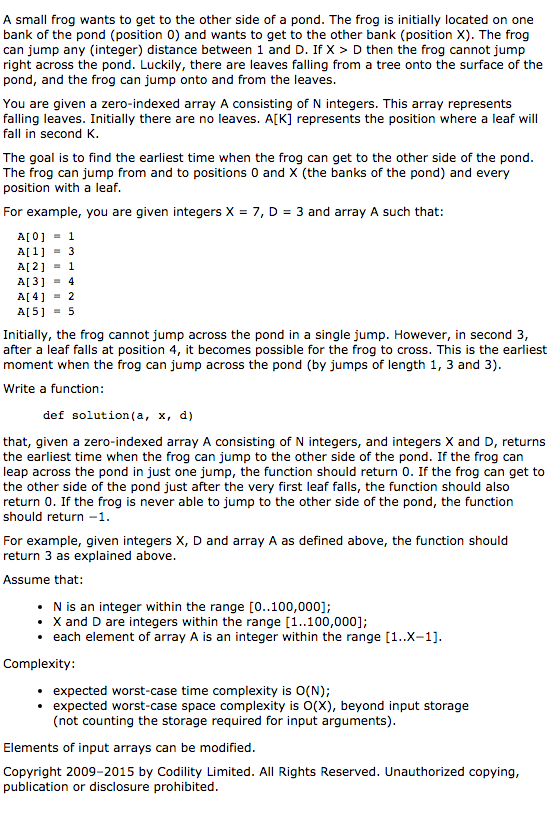 A small frog wants to get to the other side of a pond. The frog is initially located on one
bank of the pond (position 0) and wants to get to the other bank (position X). The frog
can jump any (integer) distance between 1 and D. If X > D then the frog cannot jump
right across the pond. Luckily, there are leaves falling from a tree onto the surface of the
pond, and the frog can jump onto and from the leaves.
You are given a zero-indexed array A consisting of N integers. This array represents
falling leaves. Initially there are no leaves. A[K] represents the position where a leaf will
fall in second K.
The goal is to find the earliest time when the frog can get to the other side of the pond.
The frog can jump from and to positions 0 and X (the banks of the pond) and every
position with a leaf.
For example, you are given integers X = 7, D = 3 and array A such that:
A[0] = 1
A[1] = 3
A[2] = 1
A[3] = 4
A[4] = 2
A[5] = 5
Initially, the frog cannot jump across the pond in a single jump. However, in second 3,
after a leaf falls at position 4, it becomes possible for the frog to cross. This is the earliest
moment when the frog can jump across the pond (by jumps of length 1, 3 and 3).
Write a function:
def solution(a, x, d)
that, given a zero-indexed array A consisting of N integers, and integers X and D, returns
the earliest time when the frog can jump to the other side of the pond. If the frog can
leap across the pond in just one jump, the function should return 0. If the frog can get to
the other side of the pond just after the very first leaf falls, the function should also
return 0. If the frog is never able to jump to the other side of the pond, the function
should return −1.
For example, given integers X, D and array A as defined above, the function should
return 3 as explained above.
Assume that:
• N is an integer within the range [0..100,000];
• X and D are integers within the range [1..100,000];
• each element of array A is an integer within the range [1..X−1].
Complexity:
• expected worst-case time complexity is O(N);
• expected worst-case space complexity is O(X), beyond input storage
(not counting the storage required for input arguments).
Elements of input arrays can be modified.
Copyright 2009–2015 by Codility Limited. All Rights Reserved. Unauthorized copying,
publication or disclosure prohibited.